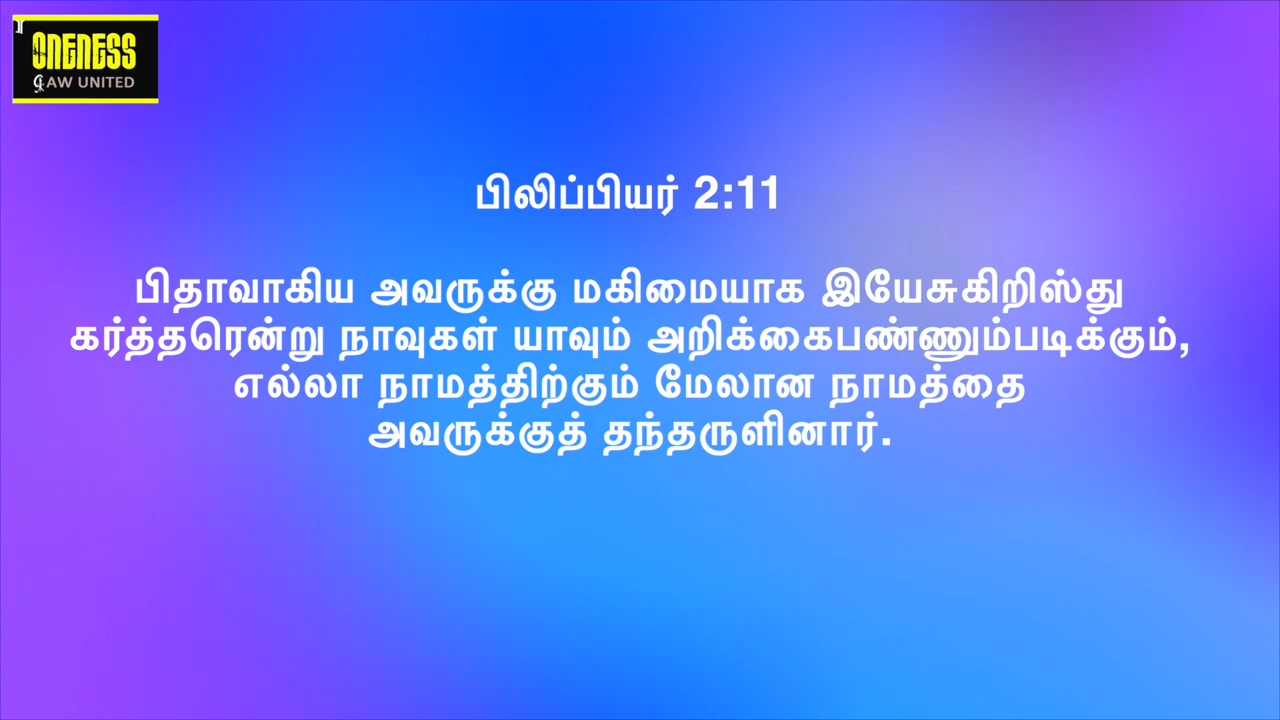 ONENESS
LAW UNITED
பிலிப்பியர் 2:11
பிதாவாகிய அவருக்கு மகிமையாக இயேசுகிறிஸ்து
கர்த்தரென்று நாவுகள் யாவும் அறிக்கைபண்ணும்படிக்கும்,
எல்லா நாமத்திற்கும் மேலான நாமத்தை
அவருக்குத் தந்தருளினார்.